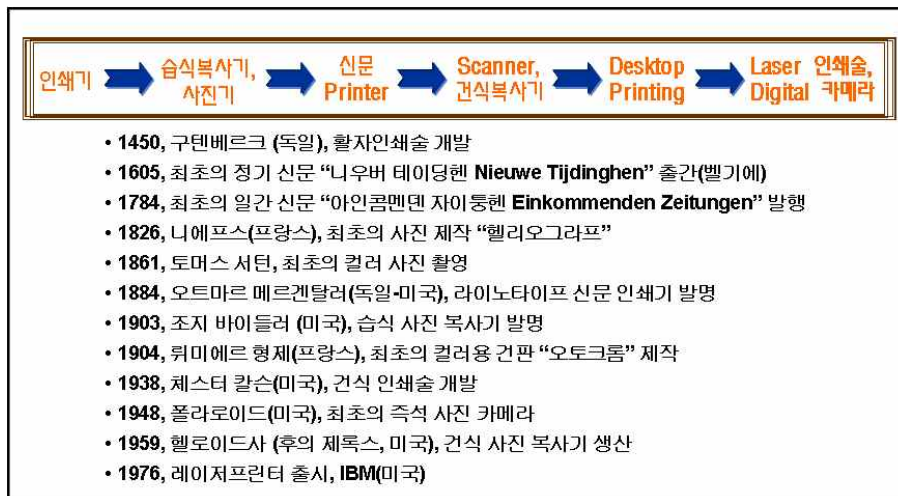 인쇄기 습식복사기, 사진기 신문 Printer Scanner, 건식복사기 Desktop Printing Laser 인쇄술, Digital 카메라
• 1450, 구텐베르크 (독일), 활자인쇄술 개발
• 1605, 최초의 정기 신문 “니우버 테이딩헨 Nieuwe Tijdinghen” 출간(벨기에)
• 1784, 최초의 일간 신문 “아인콤멘덴 자이퉁헨 Einkommenden Zeitungen” 발행
• 1826, 니에프스(프랑스), 최초의 사진 제작 “헬리오그라프”
• 1861, 토머스 서턴, 최초의 컬러 사진 촬영
• 1884, 오트마르 메르겐탈러(독일-미국), 라이노타이프 신문 인쇄기 발명
• 1903, 조지 바이들러 (미국), 습식 사진 복사기 발명
• 1904, 뤼미에르 형제(프랑스), 최초의 컬러용 건판 “오토크롬” 제작
• 1938, 체스터 칼슨(미국), 건식 인쇄술 개발
• 1948, 폴라로이드(미국), 최초의 즉석 사진 카메라
• 1959, 헬로이드사 (후의 제록스, 미국), 건식 사진 복사기 생산
• 1976, 레이저프린터 출시, IBM(미국)